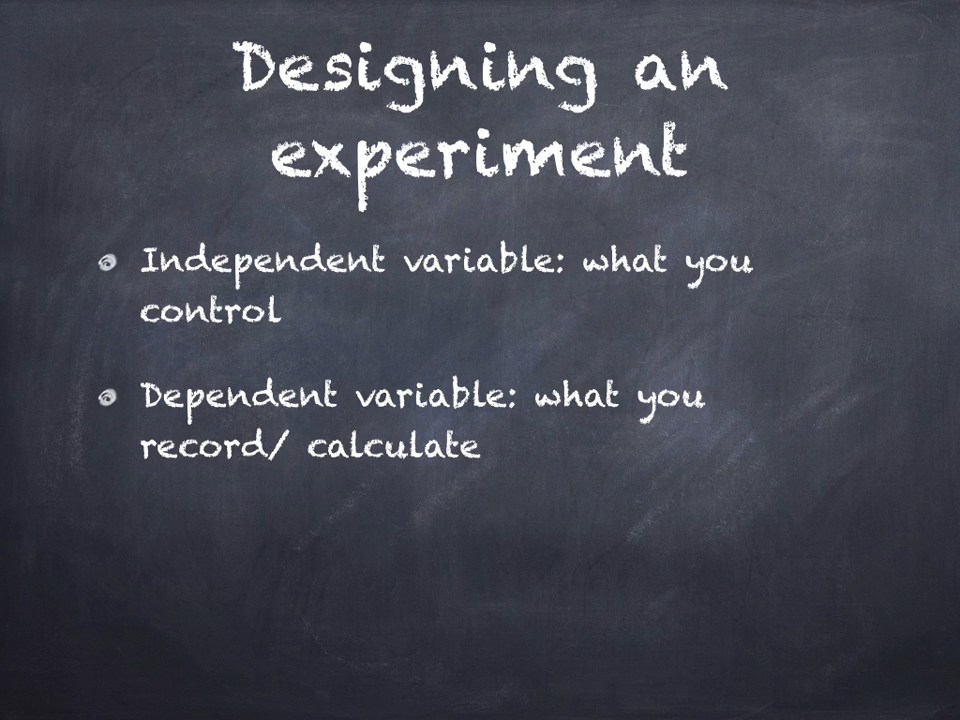 Designing an
experiment
Independent variable: what you
control
Dependent variable: what you
record/ calculate